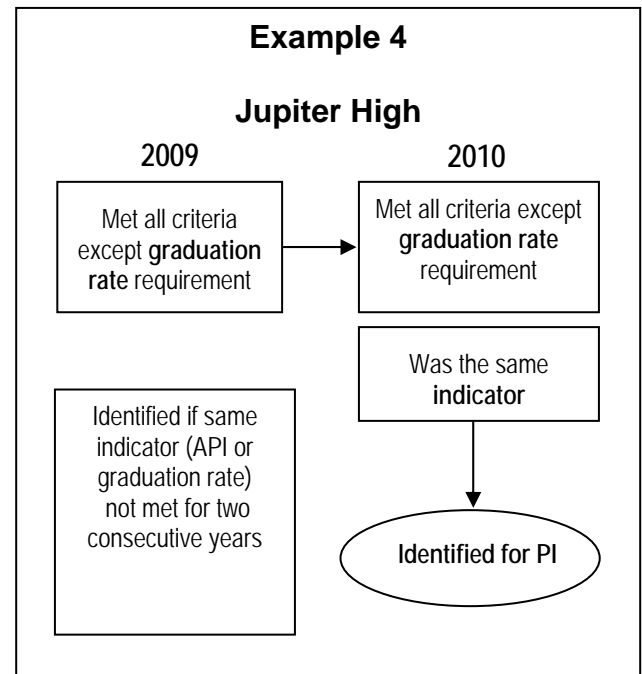 Example 4
Jupiter High
2009
Met all criteria
except graduation
rate requirement
2010
Met all criteria except
graduation rate
requirement
Was the same
indicator
Identified if same
indicator (API or
graduation rate)
not met for two
consecutive years
Identified for PI